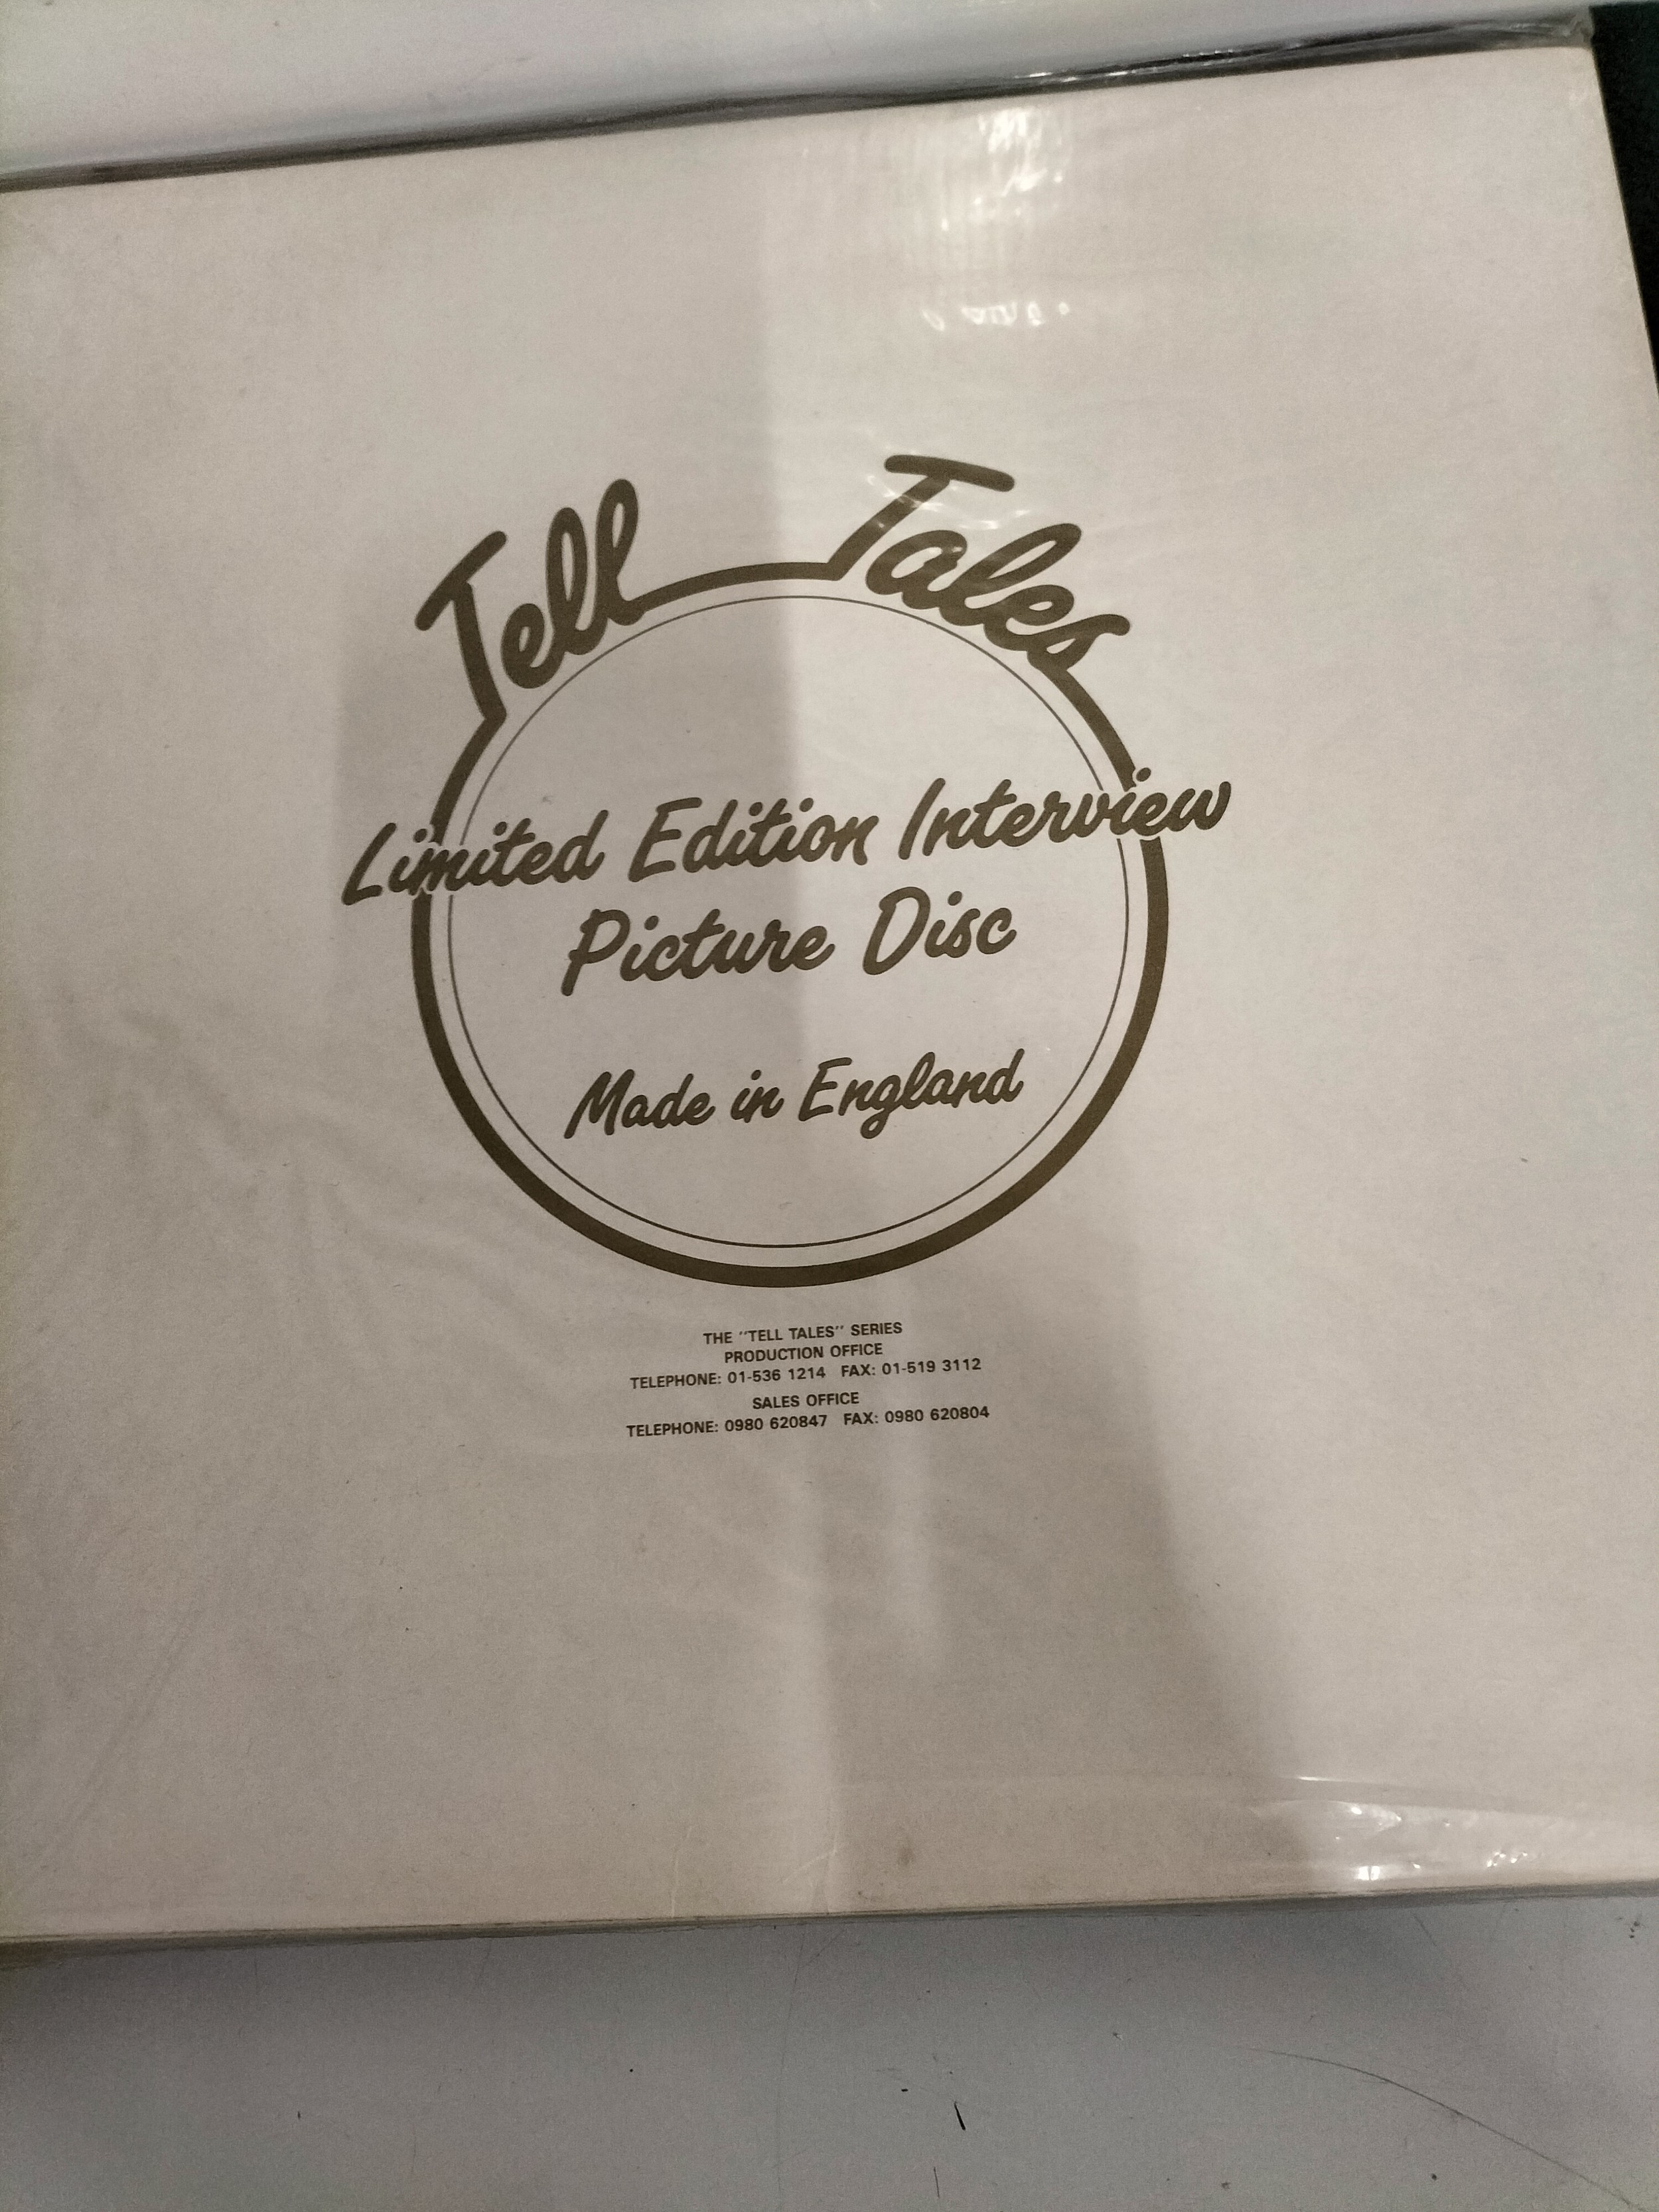 Tell Tales
Limited Edition Interview
Picture Disc
Made in England
THE "TELL TALES" SERIES
PRODUCTION OFFICE
TELEPHONE: 01-536 1214 FAX: 01-519 3112
SALES OFFICE
TELEPHONE: 0980 620847 FAX: 0980 620804